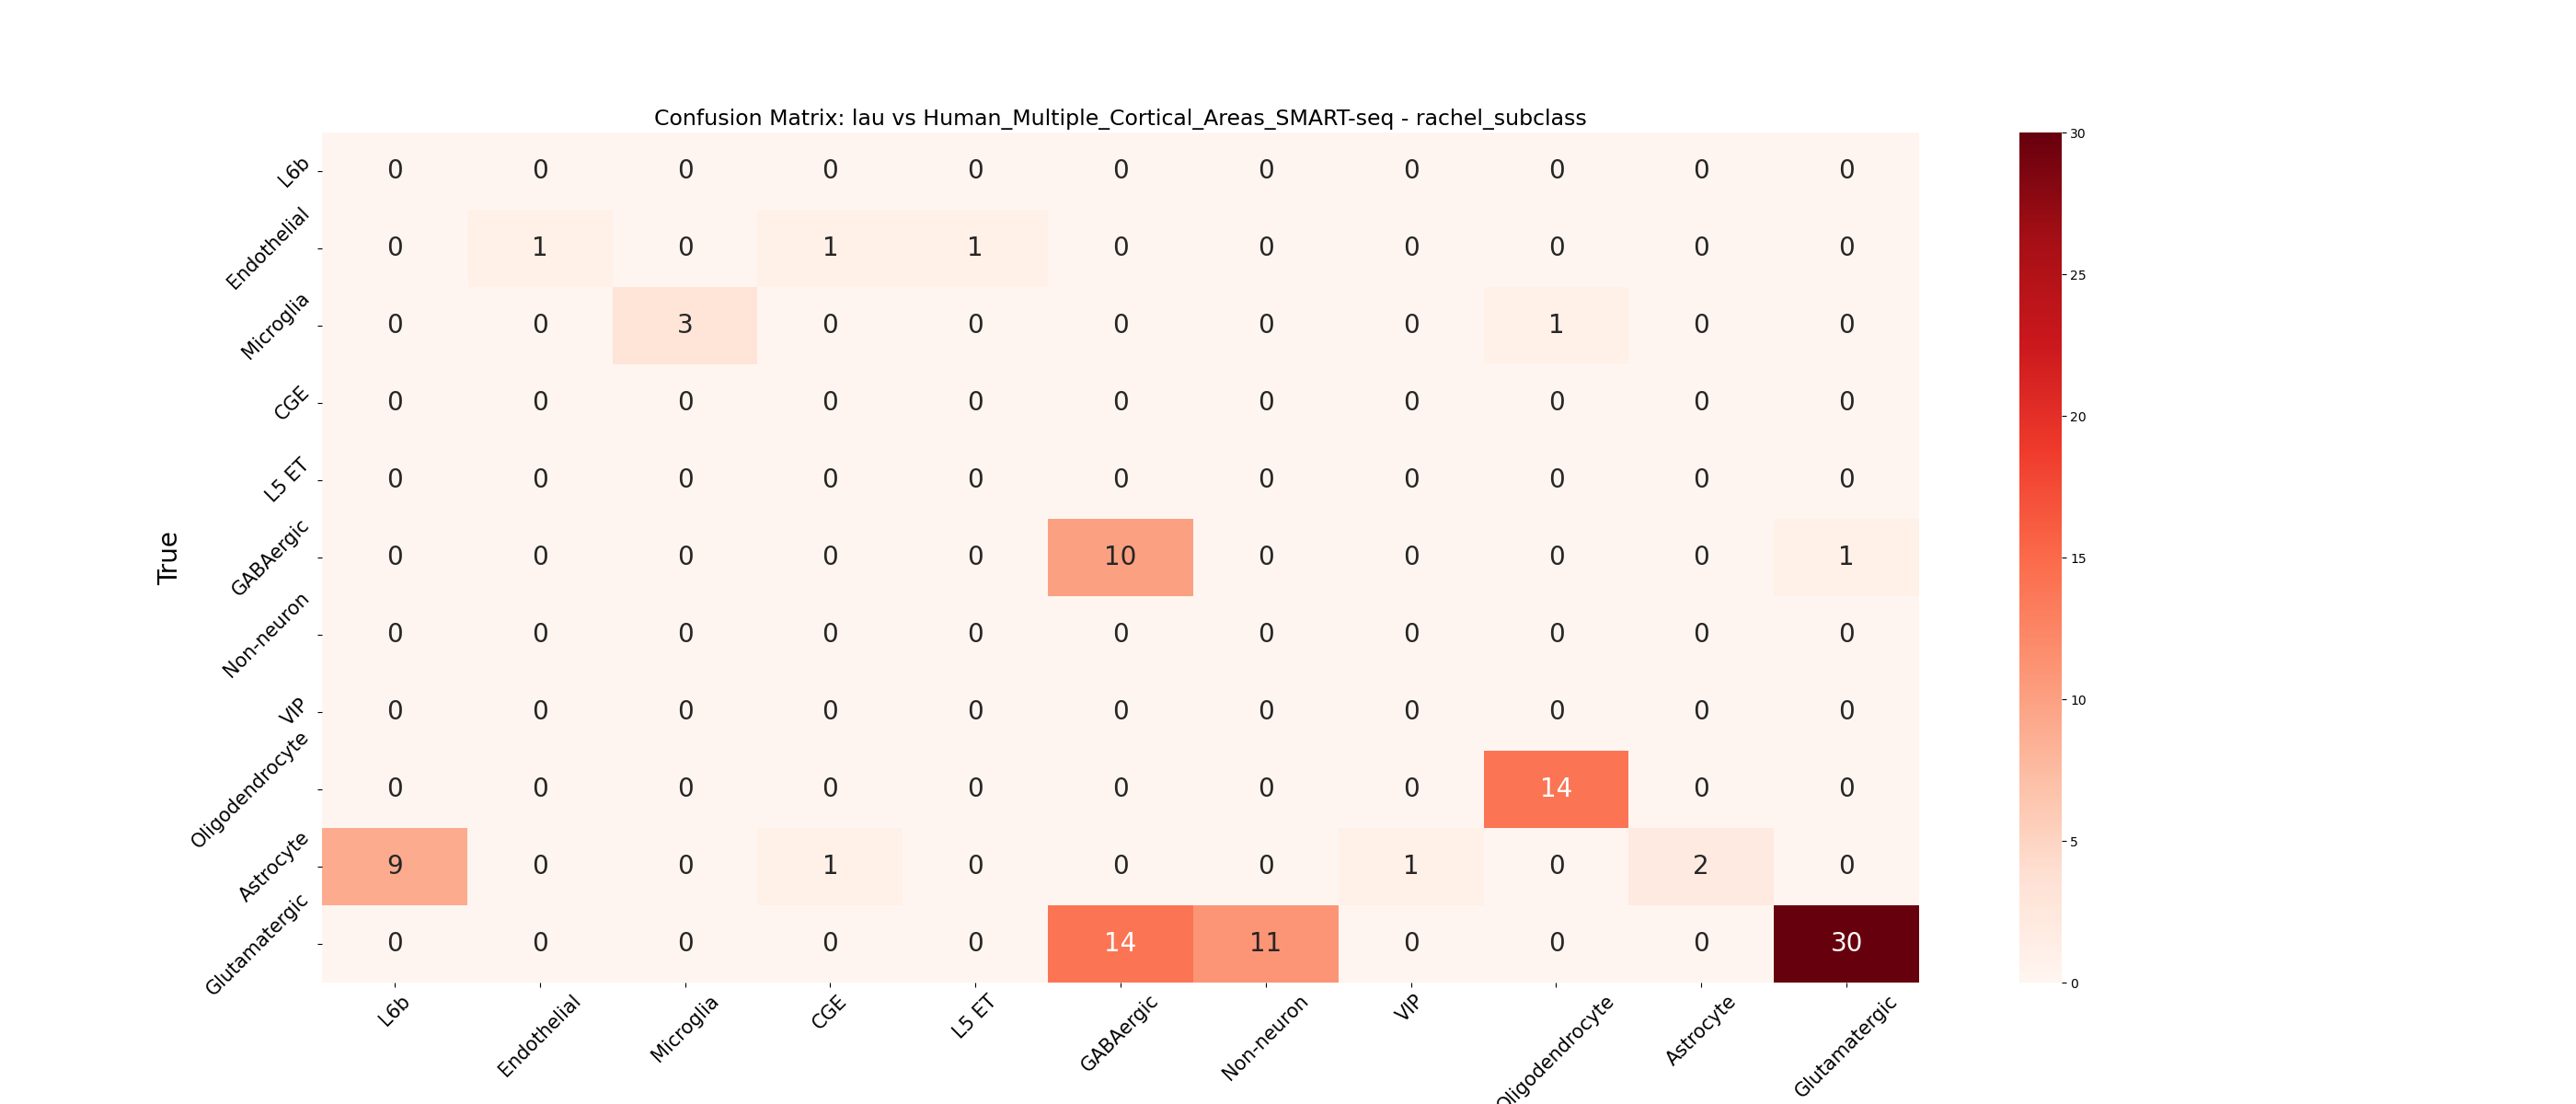 Confusion Matrix: lau vs Human_Multiple_Cortical_Areas_SMART-seq - rachel_subclass
True
L6b 0 0 0 0 0 0 0 0 0 0 0
Endothelial 0 1 0 1 1 0 0 0 0 0 0
Microglia 0 0 3 0 0 0 0 0 1 0 0
CGE 0 0 0 0 0 0 0 0 0 0 0
L5 ET 0 0 0 0 0 0 0 0 0 0 0
GABAergic 0 0 0 0 0 10 0 0 0 0 1
Non-neuron 0 0 0 0 0 0 0 0 0 0 0
VIP 0 0 0 0 0 0 0 0 0 0 0
Oligodendrocyte 0 0 0 0 0 0 0 0 14 0 0
Astrocyte 9 0 0 1 0 0 0 1 0 2 0
Glutamatergic 0 0 0 0 0 14 11 0 0 0 30
L6b Endothelial Microglia CGE L5 ET GABAergic Non-neuron VIP Oligodendrocyte Astrocyte Glutamatergic
30
25
20
15
10
5
0